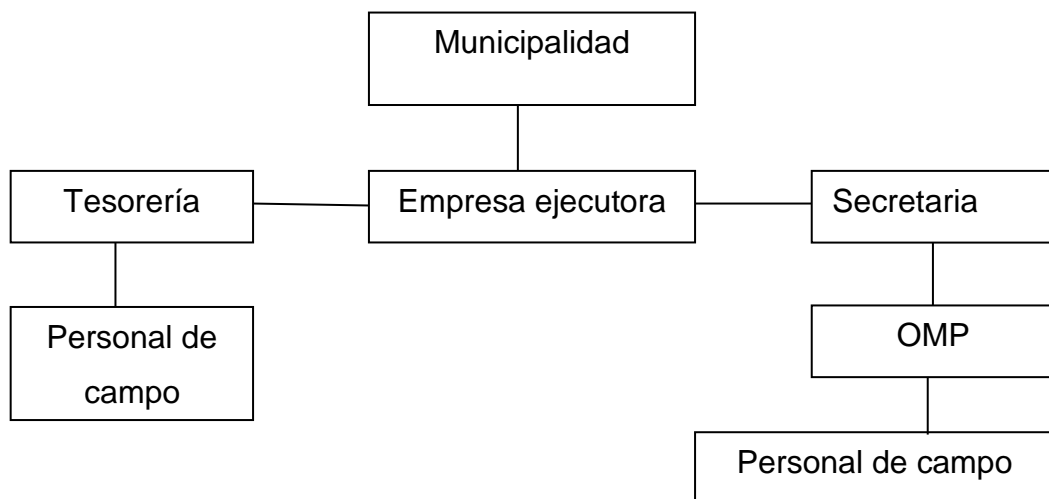 Municipalidad
Tesorería
Empresa ejecutora
Secretaria
Personal de
campo
OMP
Personal de campo